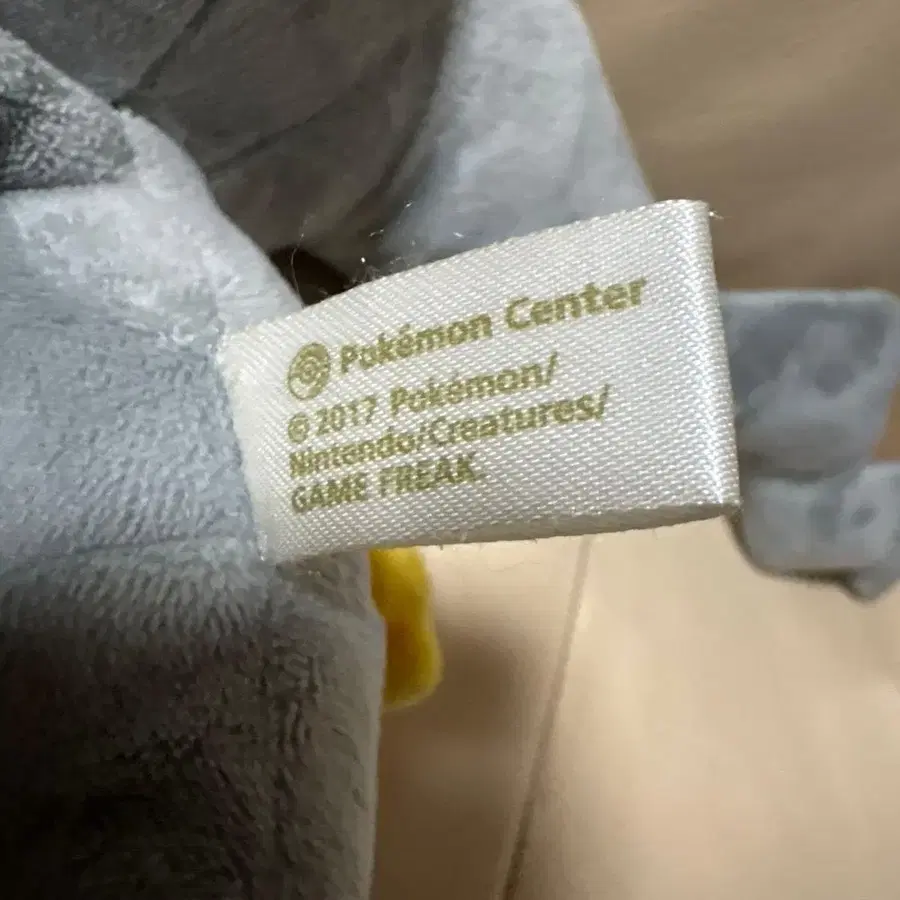 Pokémon Center
© 2017 Pokémon/
Nintendo/Creatures/
GAME FREAK.